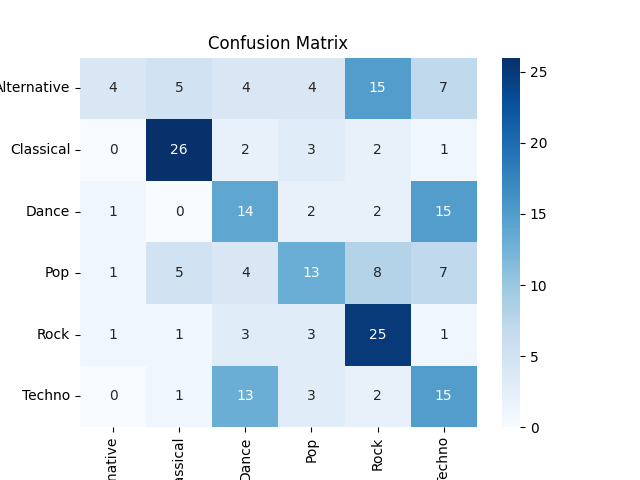 Confusion Matrix
lternative 4 5 4 4 15 7
Classical 0 26 2 3 2 1
Dance 1 0 14 2 2 15
Pop 1 5 4 13 8 7
Rock 1 1 3 3 25 1
Techno 0 1 13 3 2 15
native
assical
Dance
Pop
Rock
echno
25
20
15
10
5
0